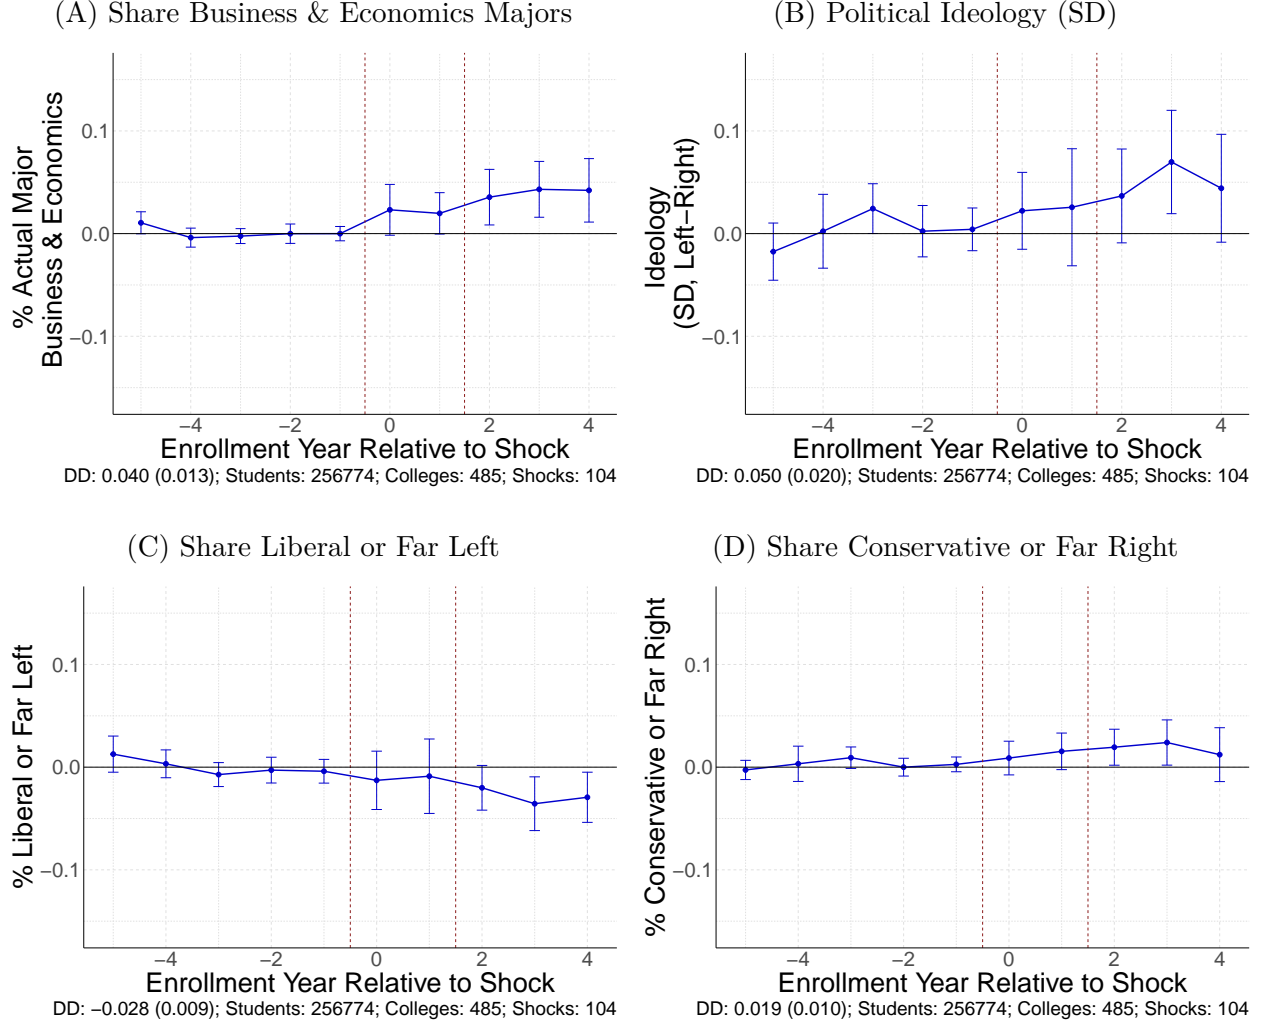 (A) Share Business & Economics Majors
% Actual Major
Business & Economics
0.1
0.0
−0.1
−4
−2
0
2
4
Enrollment Year Relative to Shock
DD: 0.040 (0.013); Students: 256774; Colleges: 485; Shocks: 104
(B) Political Ideology (SD)
Ideology
(SD, Left−Right)
0.1
0.0
−0.1
−4
−2
0
2
4
Enrollment Year Relative to Shock
DD: 0.050 (0.020); Students: 256774; Colleges: 485; Shocks: 104
(C) Share Liberal or Far Left
% Liberal or Far Left
0.1
0.0
−0.1
−4
−2
0
2
4
Enrollment Year Relative to Shock
DD: −0.028 (0.009); Students: 256774; Colleges: 485; Shocks: 104
(D) Share Conservative or Far Right
% Conservative or Far Right
0.1
0.0
−0.1
−4
−2
0
2
4
Enrollment Year Relative to Shock
DD: 0.019 (0.010); Students: 256774; Colleges: 485; Shocks: 104